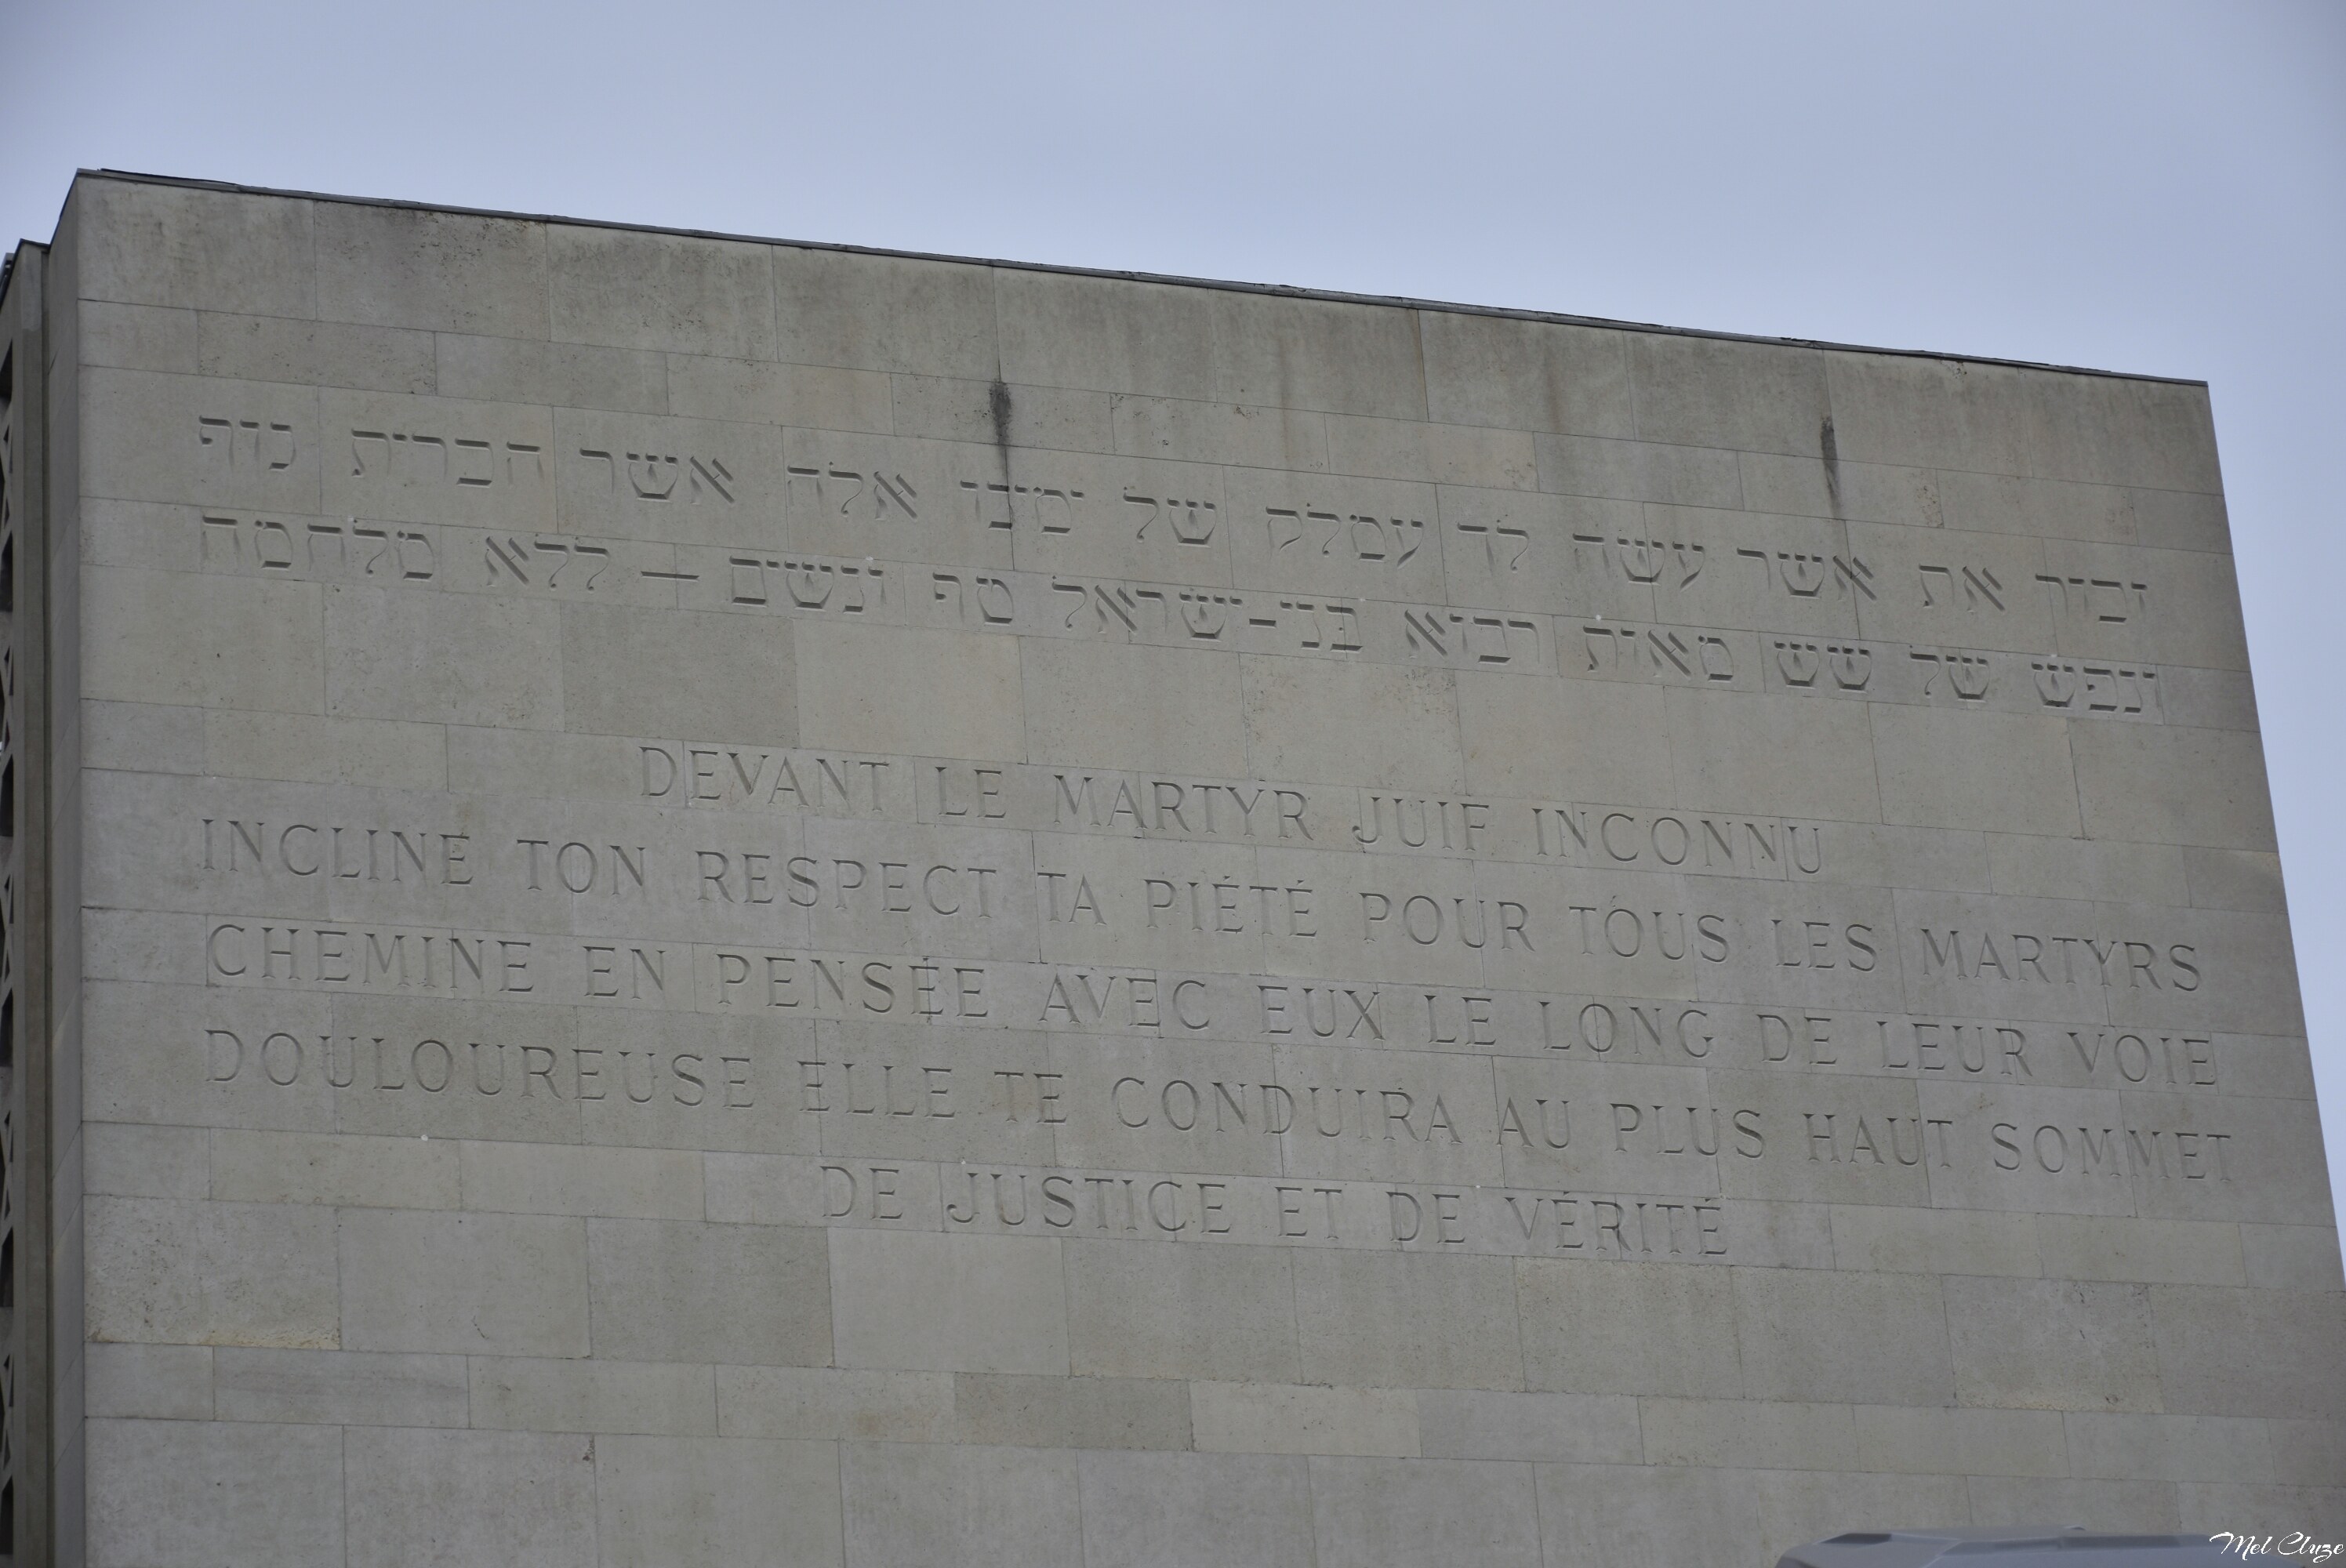 זכור את אשר עשה לך עמלק של ימינו אלה אשר הכרית גוף
ונפש של שש מאות רבוא בני-ישראל טף ונשים — ללא מלחמה
DEVANT LE MARTYR JUIF INCONNU
INCLINE TON RESPECT TA PIÉTÉ POUR TOUS LES MARTYRS
CHEMINE EN PENSÉE AVEC EUX LE LONG DE LEUR VOIE
DOULOUREUSE ELLE TE CONDUIRA AU PLUS HAUT SOMMET
DE JUSTICE ET DE VÉRITÉ
Mel Cluze